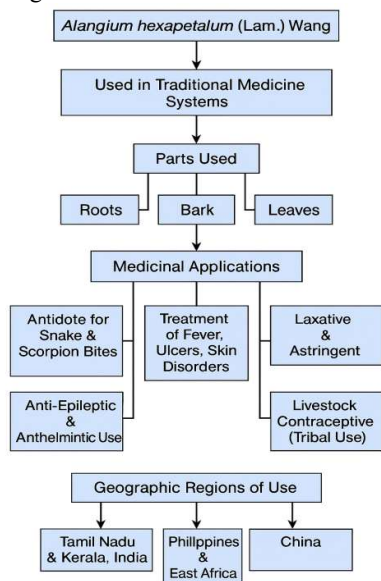 Alangium hexapetalum (Lam.) Wang
Used in Traditional Medicine
Systems
Parts Used
Roots
Bark
Leaves
Medicinal Applications
Antidote for
Snake &
Scorpion Bites
Treatment
of Fever,
Ulcers, Skin
Disorders
Laxative
&
Astringent
Anti-Epileptic
&
Anthelmintic Use
Livestock
Contraceptive
(Tribal Use)
Geographic Regions of Use
Tamil Nadu
& Kerala, India
Phillppines
&
East Africa
China